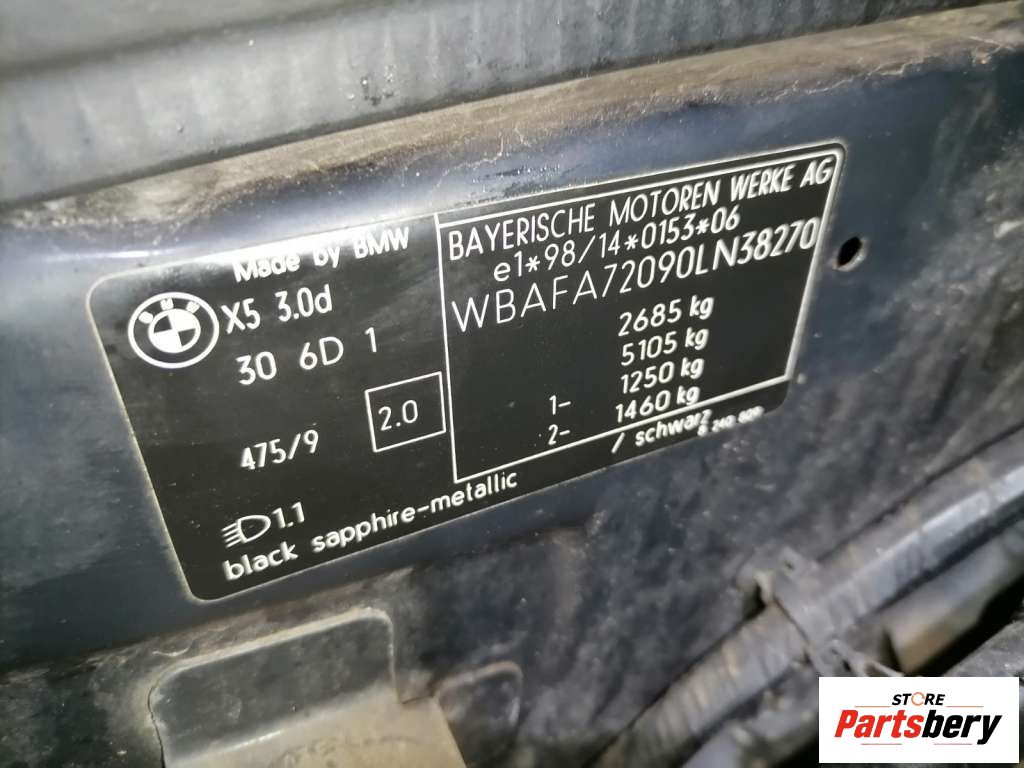 Made by BMW
X5 3.0d
30 6D 1
475/9
2.0
1.1
black sapphire-metallic / schwarz
BAYERISCHE MOTOREN WERKE AG
e1*98/14*0153*06
WBAFA72090LN38270
2685 kg
5105 kg
1- 1250 kg
2- 1460 kg
STORE
Partsbery